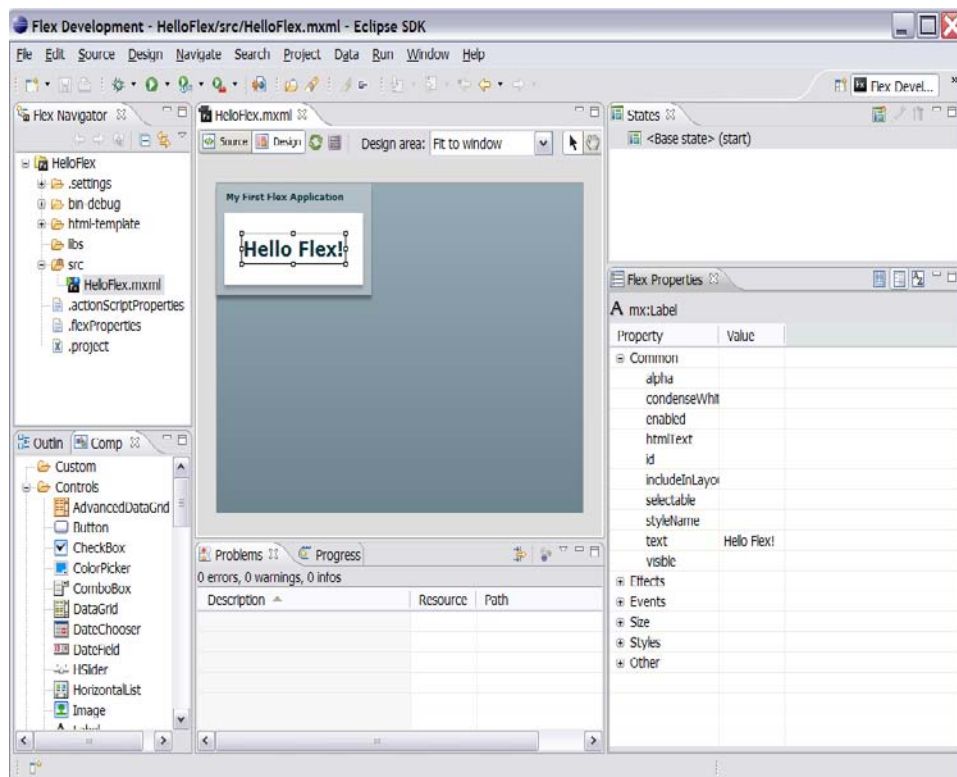 Flex Development - HelloFlex/src/HelloFlex.mxml - Eclipse SDK
File Edit Source Design Navigate Search Project Data Run Window Help
Flex Devel...
Flex Navigator
HelloFlex
.settings
bin-debug
html-template
libs
src
HelloFlex.mxml
.actionScriptProperties
.flexProperties
.project
HelloFlex.mxml
Source Design Design area: Fit to window
My First Flex Application
Hello Flex!
States
<Base state> (start)
Flex Properties
mx:Label
Property Value
Common
alpha
condenseWhit
enabled
htmlText
id
includeInLayou
selectable
styleName
text Hello Flex!
visible
Effects
Events
Size
Styles
Other
Outlin Comp
Custom
Controls
AdvancedDataGrid
Button
CheckBox
ColorPicker
ComboBox
DataGrid
DateChooser
DateField
HSlider
HorizontalList
Image
Label
Problems Progress
0 errors, 0 warnings, 0 infos
Description Resource Path